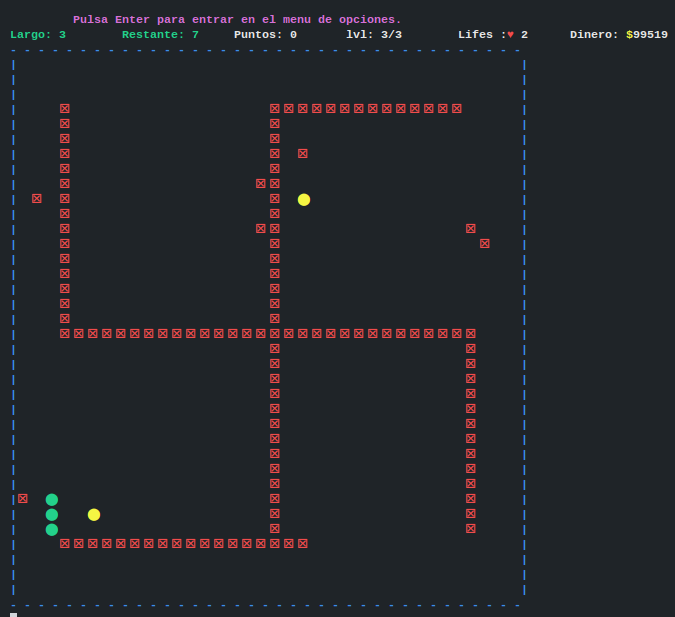 Pulsa Enter para entrar en el menu de opciones.
Largo: 3 Restante: 7 Puntos: 0 lvl: 3/3 Lifes :♥ 2 Dinero: $99519